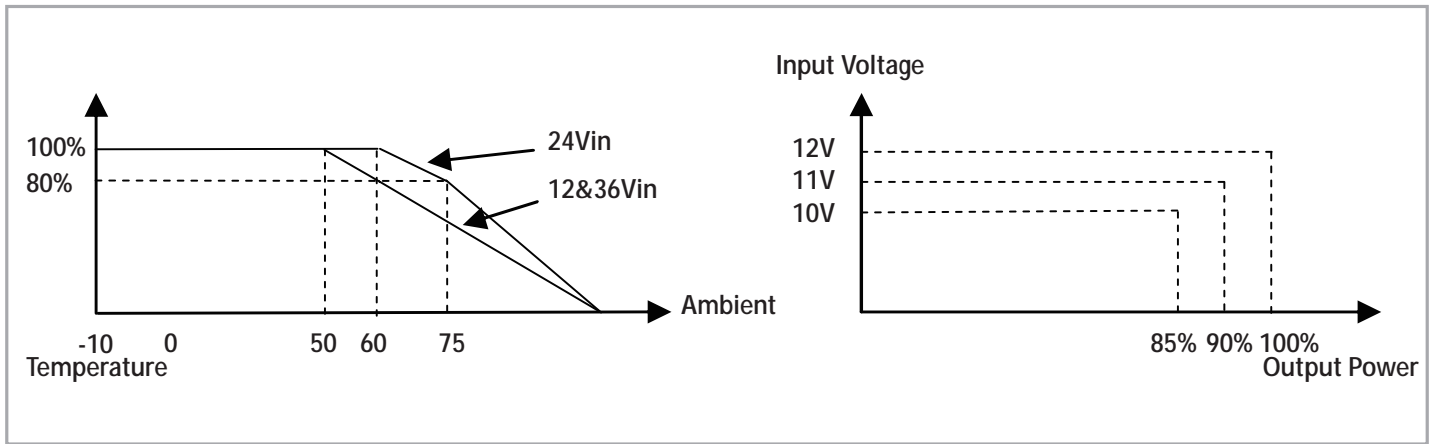 100%
80%
24Vin
12&36Vin
Ambient
-10 0 50 60 75
Temperature
Input Voltage
12V
11V
10V
85% 90% 100%
Output Power